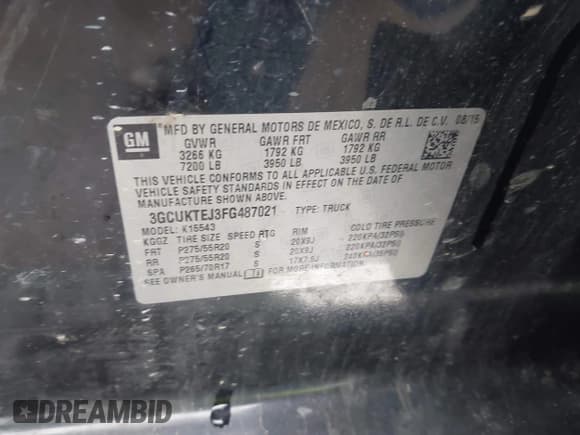 GM
MFD BY GENERAL MOTORS DE MEXICO, S. DE R.L. DE C.V. 08/15
GVWR GAWR FRT GAWR RR
3266 KG 1792 KG 1792 KG
7200 LB 3950 LB 3950 LB
THIS VEHICLE CONFORMS TO ALL APPLICABLE U.S. FEDERAL MOTOR
VEHICLE SAFETY STANDARDS IN EFFECT ON THE DATE OF
MANUFACTURE SHOWN ABOVE.
3GCUKTEJ3FG487021 TYPE: TRUCK
MODEL: K15543
KGGZ TIRE SIZE SPEED RTG RIM COLD TIRE PRESSURE
FRT P275/55R20 S 20X9J 220KPA(32PSI)
RR P275/55R20 S 20X9J 220KPA(32PSI)
SPA P265/70R17 S 17X7.5J 240KPA(35PSI)
SEE OWNER'S MANUAL FOR MORE INFORMATION.
DREAMBID